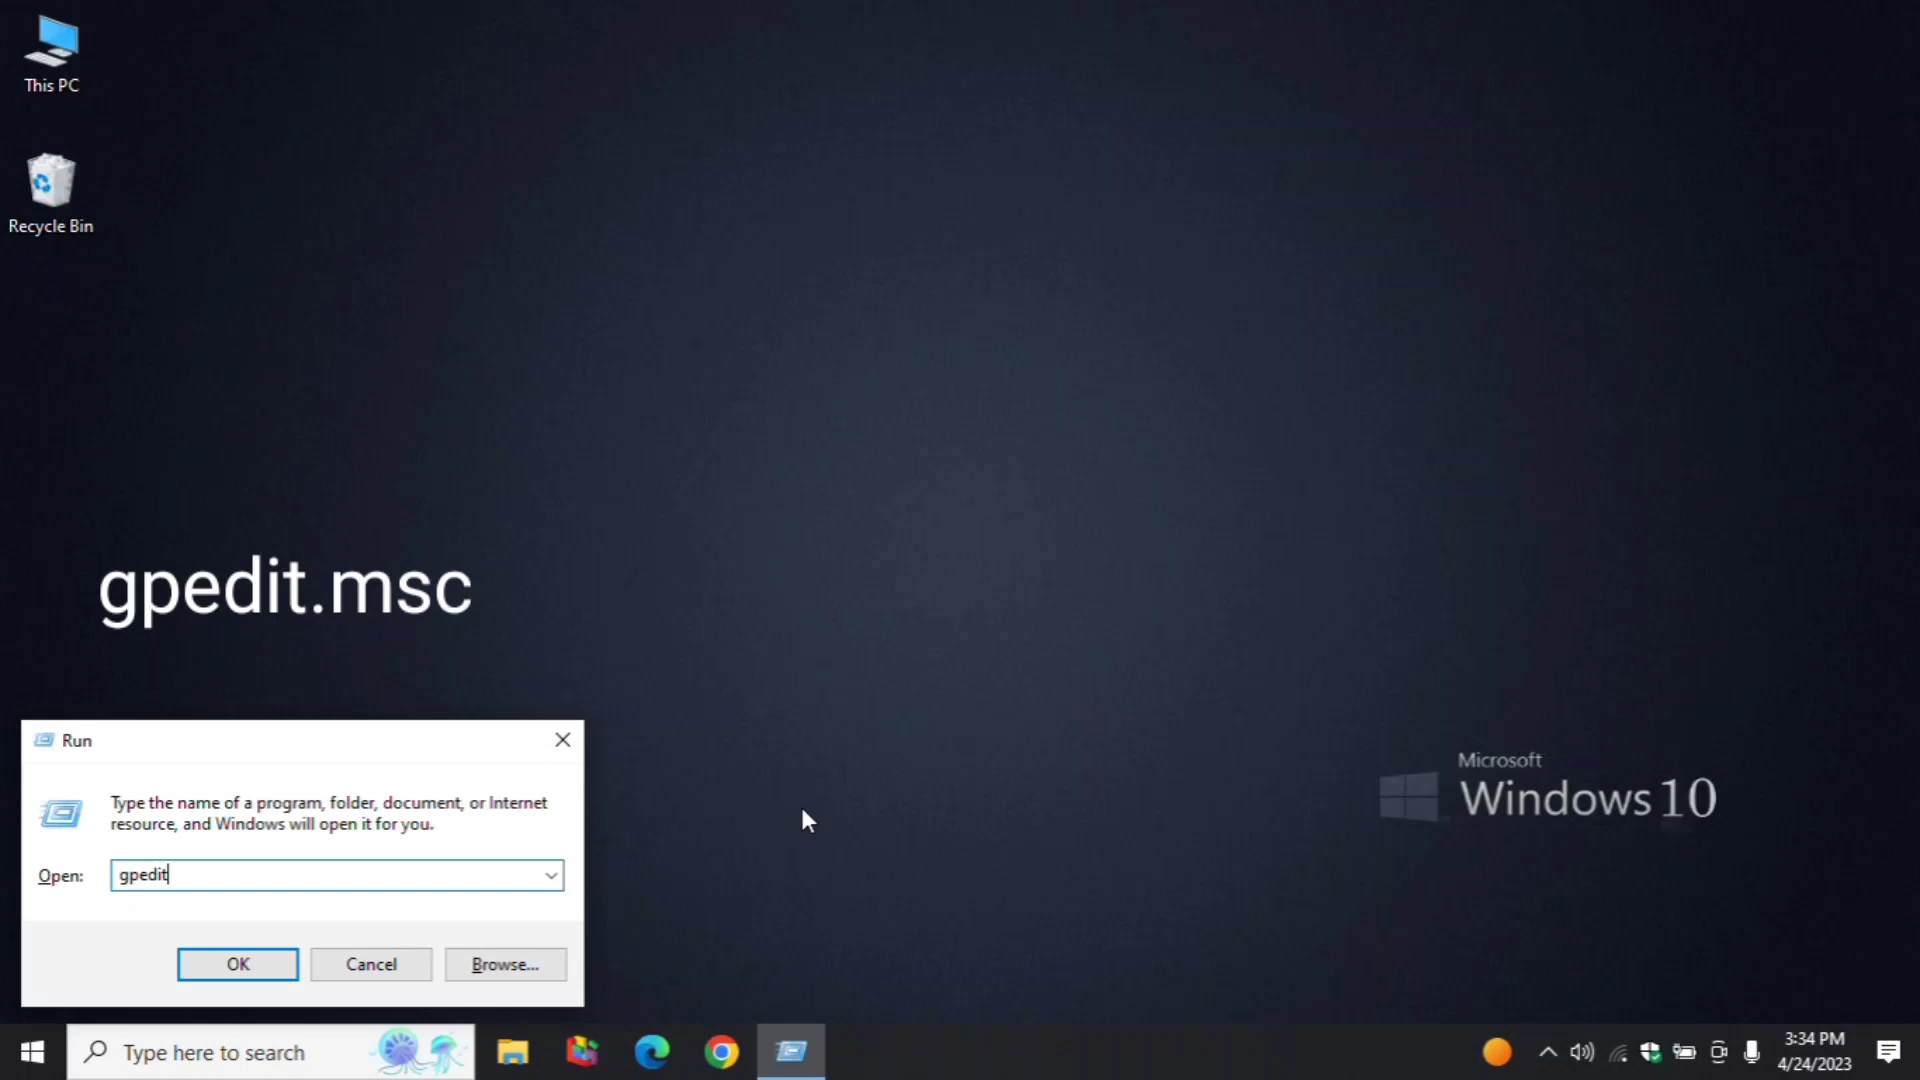 This PC
Recycle Bin
gpedit.msc
Run
Type the name of a program, folder, document, or Internet
resource, and Windows will open it for you.
Open:
gpedit
OK
Cancel
Browse...
Microsoft
Windows 10
Type here to search
3:34 PM
4/24/2023